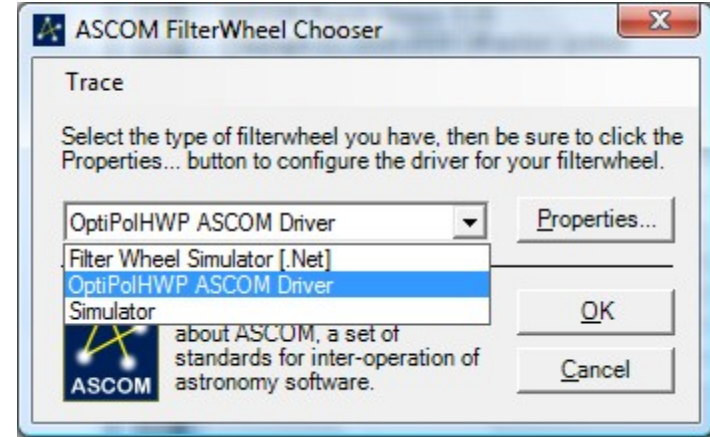 ASCOM FilterWheel Chooser
Trace
Select the type of filterwheel you have, then be sure to click the
Properties... button to configure the driver for your filterwheel.
OptiPolHWP ASCOM Driver
Properties...
Filter Wheel Simulator [.Net]
OptiPolHWP ASCOM Driver
Simulator
OK
about ASCOM, a set of
standards for inter-operation of
astronomy software.
Cancel
ASCOM